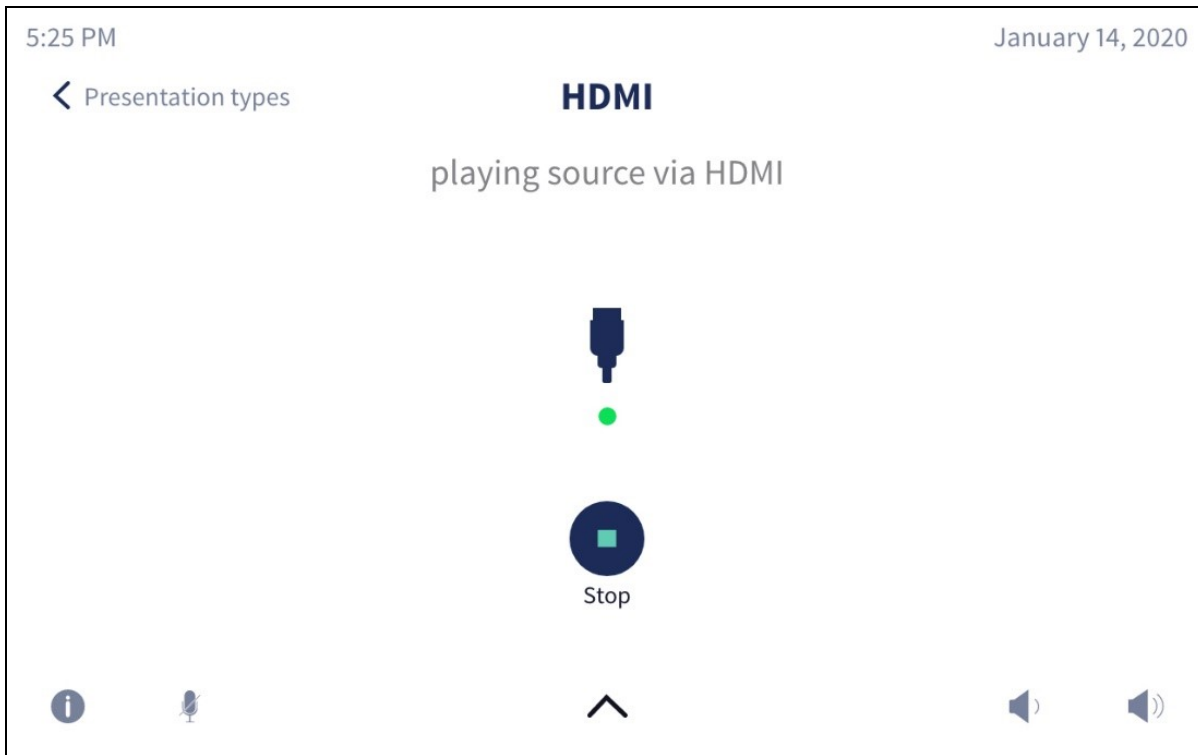 5:25 PM
January 14, 2020
Presentation types
HDMI
playing source via HDMI
Stop